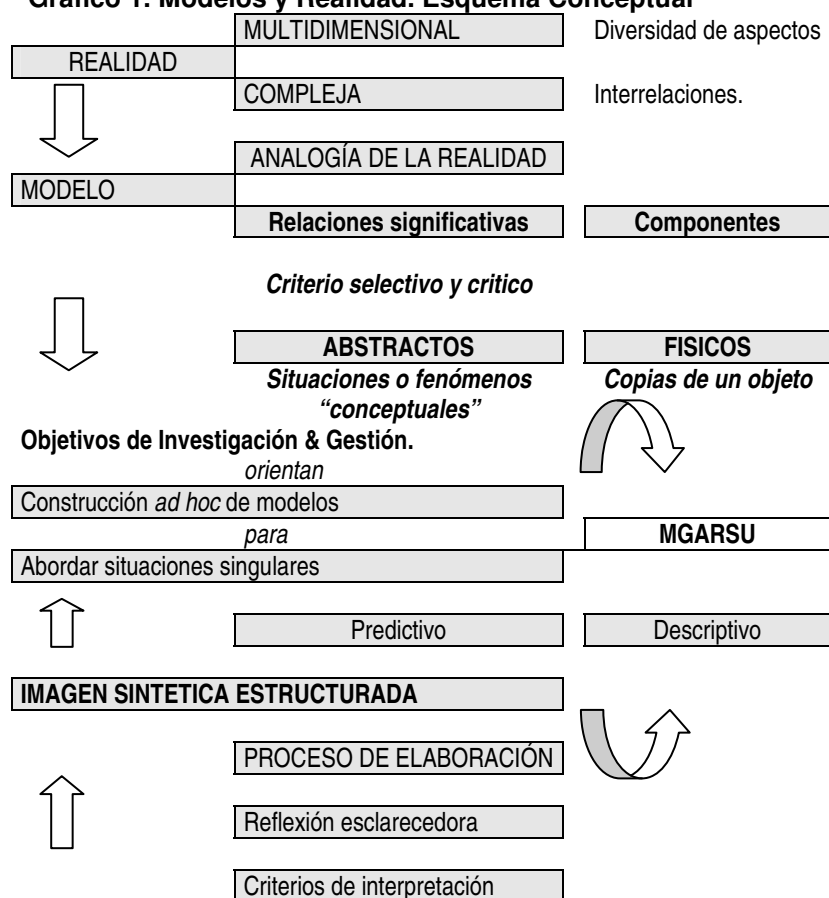 Gráfico 1. Modelos y Realidad. Esquema Conceptual
MULTIDIMENSIONAL Diversidad de aspectos
REALIDAD
COMPLEJA Interrelaciones.
ANALOGÍA DE LA REALIDAD
MODELO
Relaciones significativas Componentes
Criterio selectivo y critico
ABSTRACTOS FISICOS
Situaciones o fenómenos Copias de un objeto
“conceptuales”
Objetivos de Investigación & Gestión.
orientan
Construcción ad hoc de modelos
para MGARSU
Abordar situaciones singulares
Predictivo Descriptivo
IMAGEN SINTETICA ESTRUCTURADA
PROCESO DE ELABORACIÓN
Reflexión esclarecedora
Criterios de interpretación